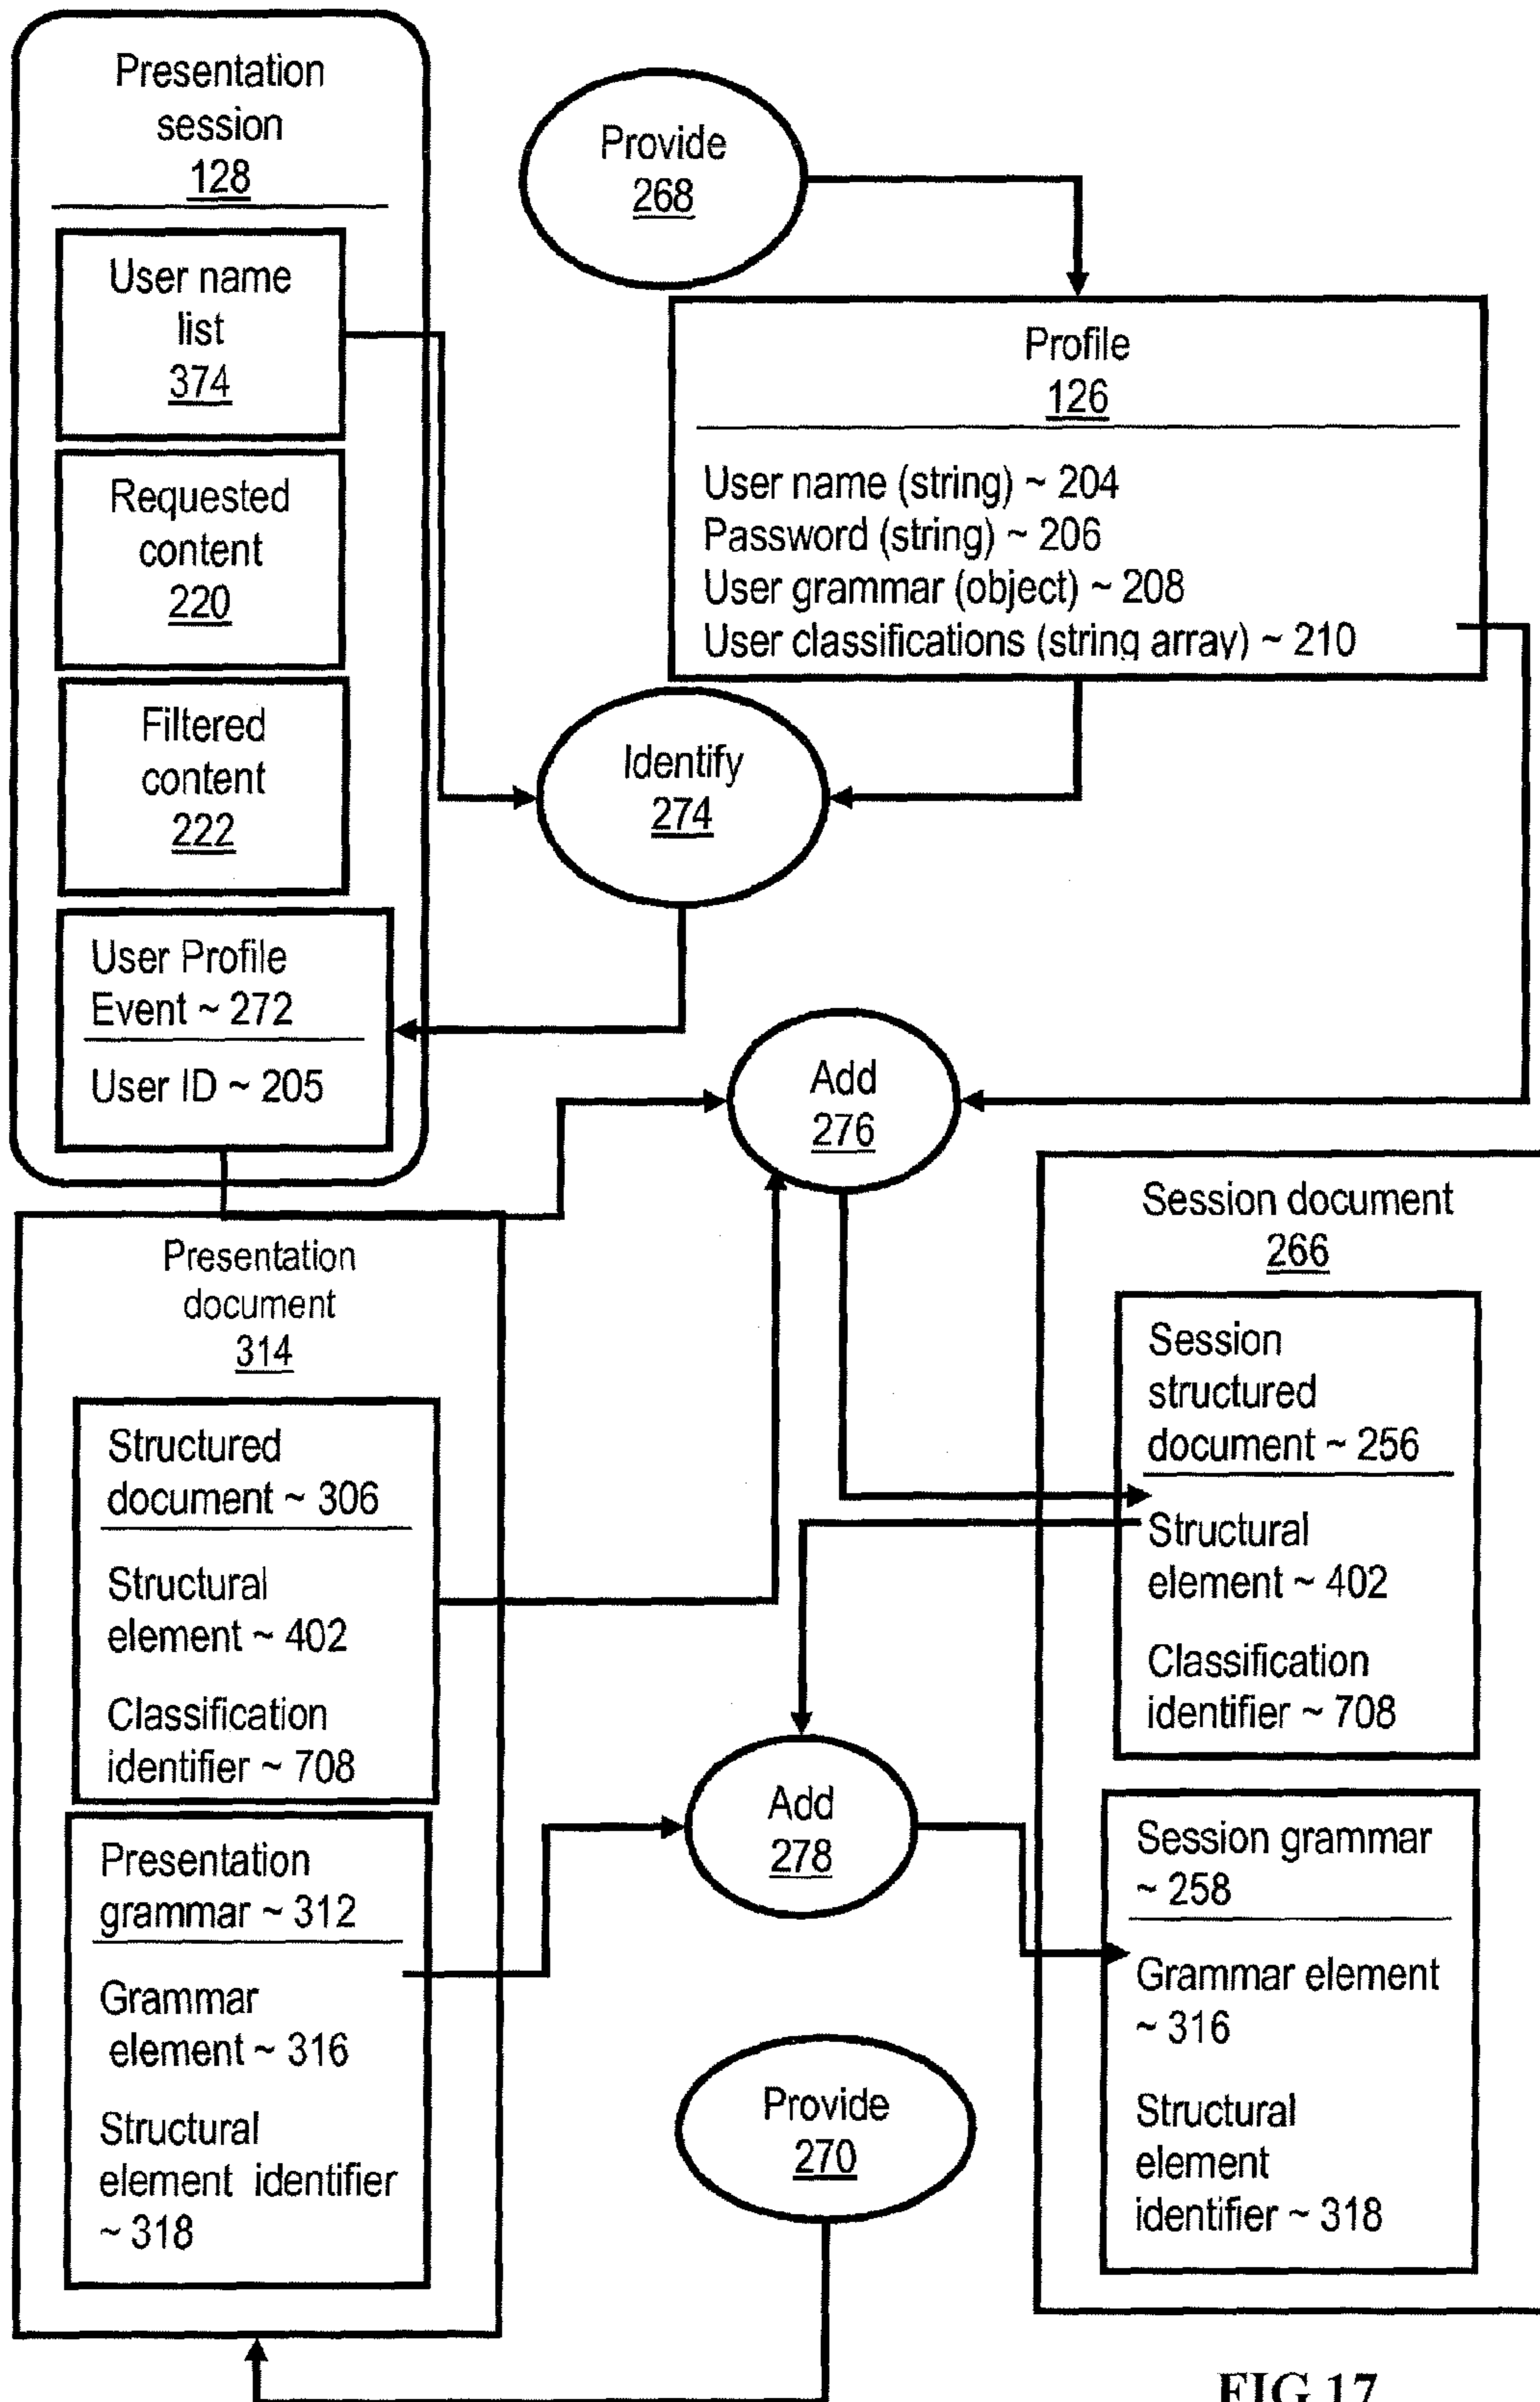 Presentation
session
128
User name
list
374
Requested
content
220
Filtered
content
222
User Profile
Event ~ 272
User ID ~ 205
Provide
268
Profile
126
User name (string) ~ 204
Password (string) ~ 206
User grammar (object) ~ 208
User classifications (string array) ~ 210
Identify
274
Add
276
Presentation
document
314
Structured
document ~ 306
Structural
element ~ 402
Classification
identifier ~ 708
Presentation
grammar ~ 312
Grammar
element ~ 316
Structural
element identifier
~ 318
Add
278
Provide
270
Session document
266
Session
structured
document ~ 256
Structural
element ~ 402
Classification
identifier ~ 708
Session grammar
~ 258
Grammar element
~ 316
Structural
element
identifier ~ 318
FIG 17